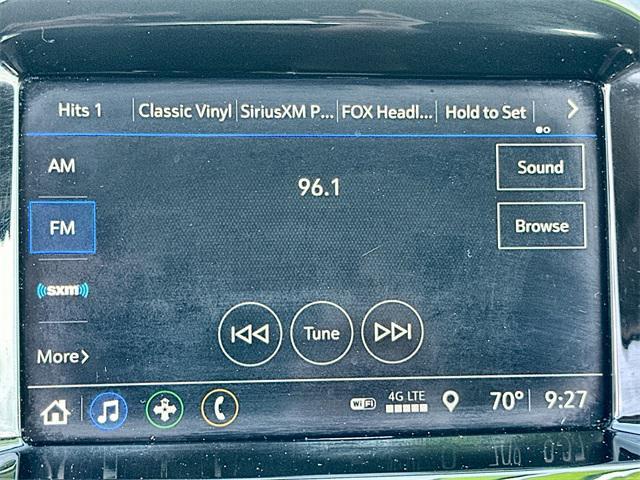 Hits 1 Classic Vinyl SiriusXM P... FOX Headl... Hold to Set >
AM
96.1
Sound
FM
Browse
((sxm))
Tune
More>
WiFi 4G LTE 70° 9:27